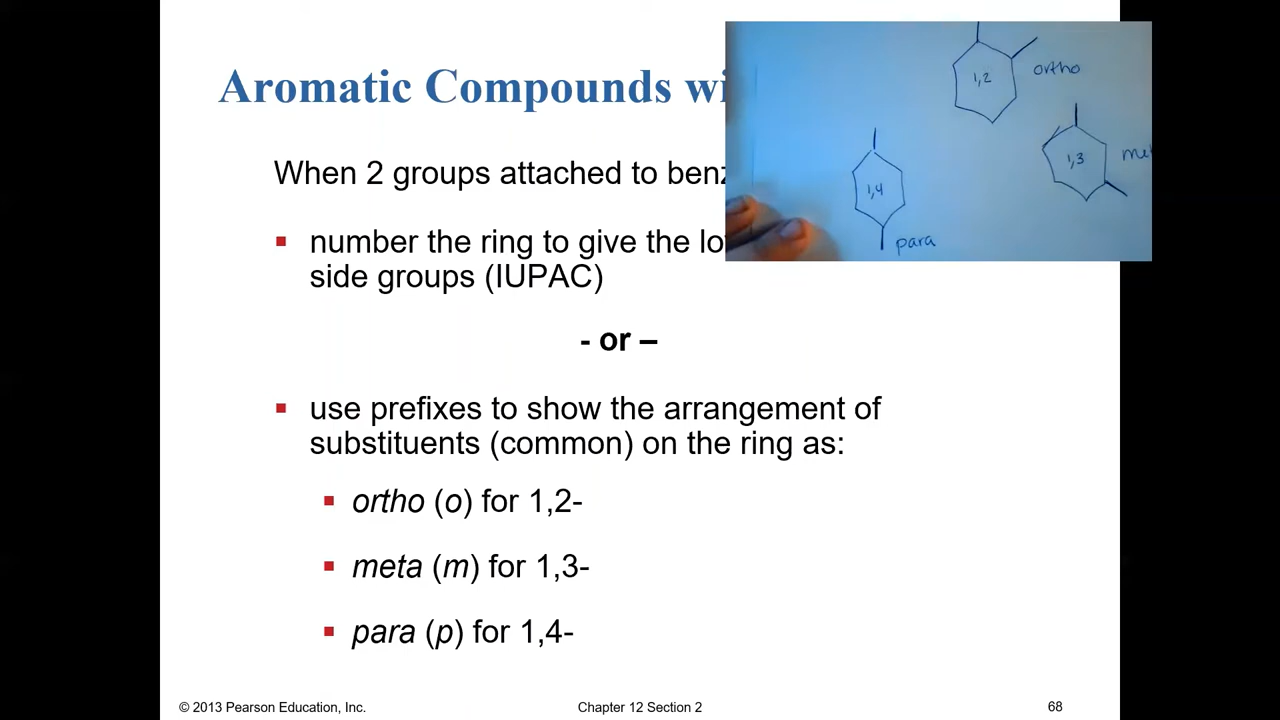 Aromatic Compounds
When 2 groups attached to
number the ring to give the
side groups (IUPAC)
- or –
use prefixes to show the arrangement of
substituents (common) on the ring as:
ortho (o) for 1,2-
meta (m) for 1,3-
para (p) for 1,4-
1,2 ortho
1,3
1,4
para
© 2013 Pearson Education, Inc.
Chapter 12 Section 2
68